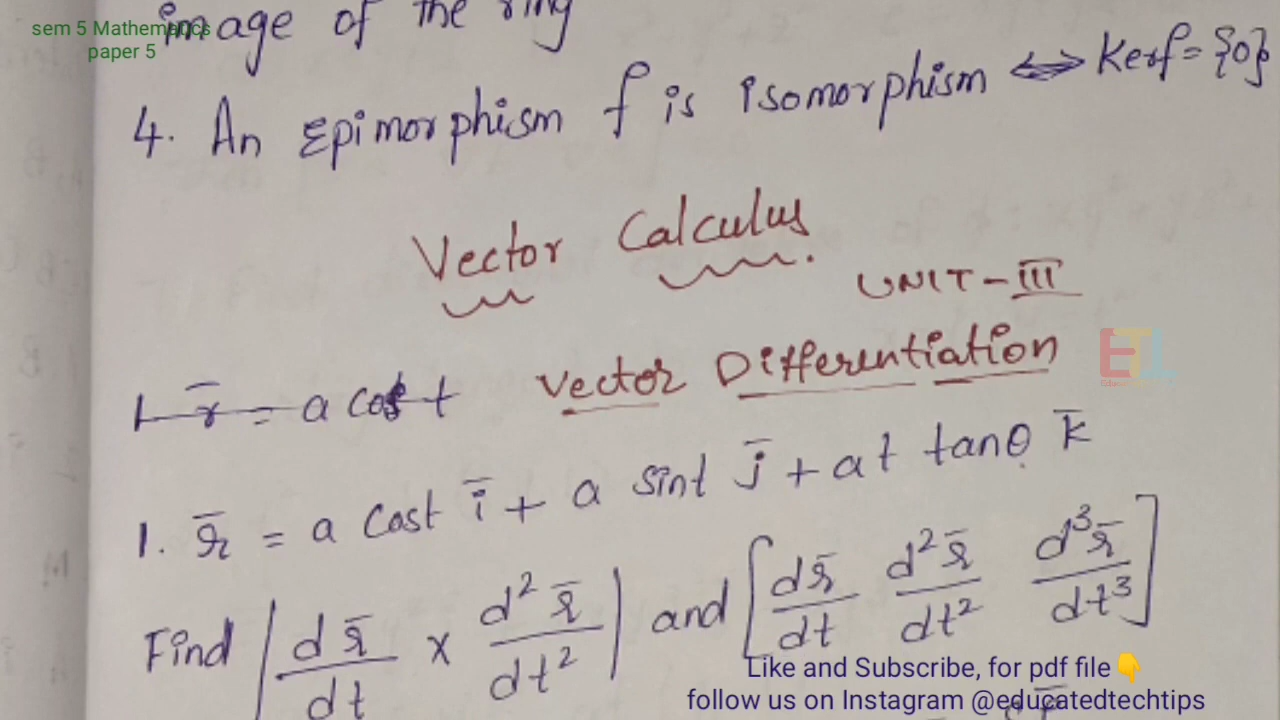 sem 5 Mathematics
paper 5
image of the ring
4. An Epimorphism f is isomorphism ⟺ Kerf = {0}
Vector Calculus.
UNIT - III
Vector Differentiation
1 r̄ = a cost t
1. r̄ = a cost ī + a sint j̄ + at tanθ k̄
Find | dr̄/dt × d²r̄/dt² | and [ dr̄/dt d²r̄/dt² d³r̄/dt³ ]
Like and Subscribe, for pdf file👇
follow us on Instagram @educatedtechtips